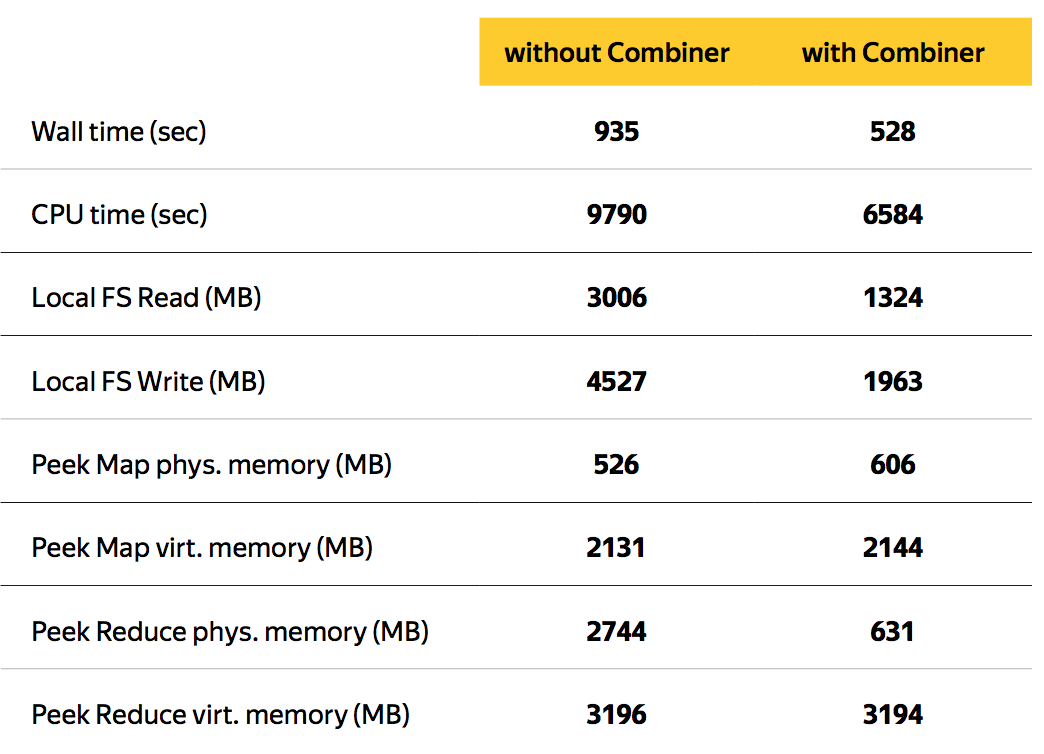 without Combiner with Combiner
Wall time (sec) 935 528
CPU time (sec) 9790 6584
Local FS Read (MB) 3006 1324
Local FS Write (MB) 4527 1963
Peek Map phys. memory (MB) 526 606
Peek Map virt. memory (MB) 2131 2144
Peek Reduce phys. memory (MB) 2744 631
Peek Reduce virt. memory (MB) 3196 3194